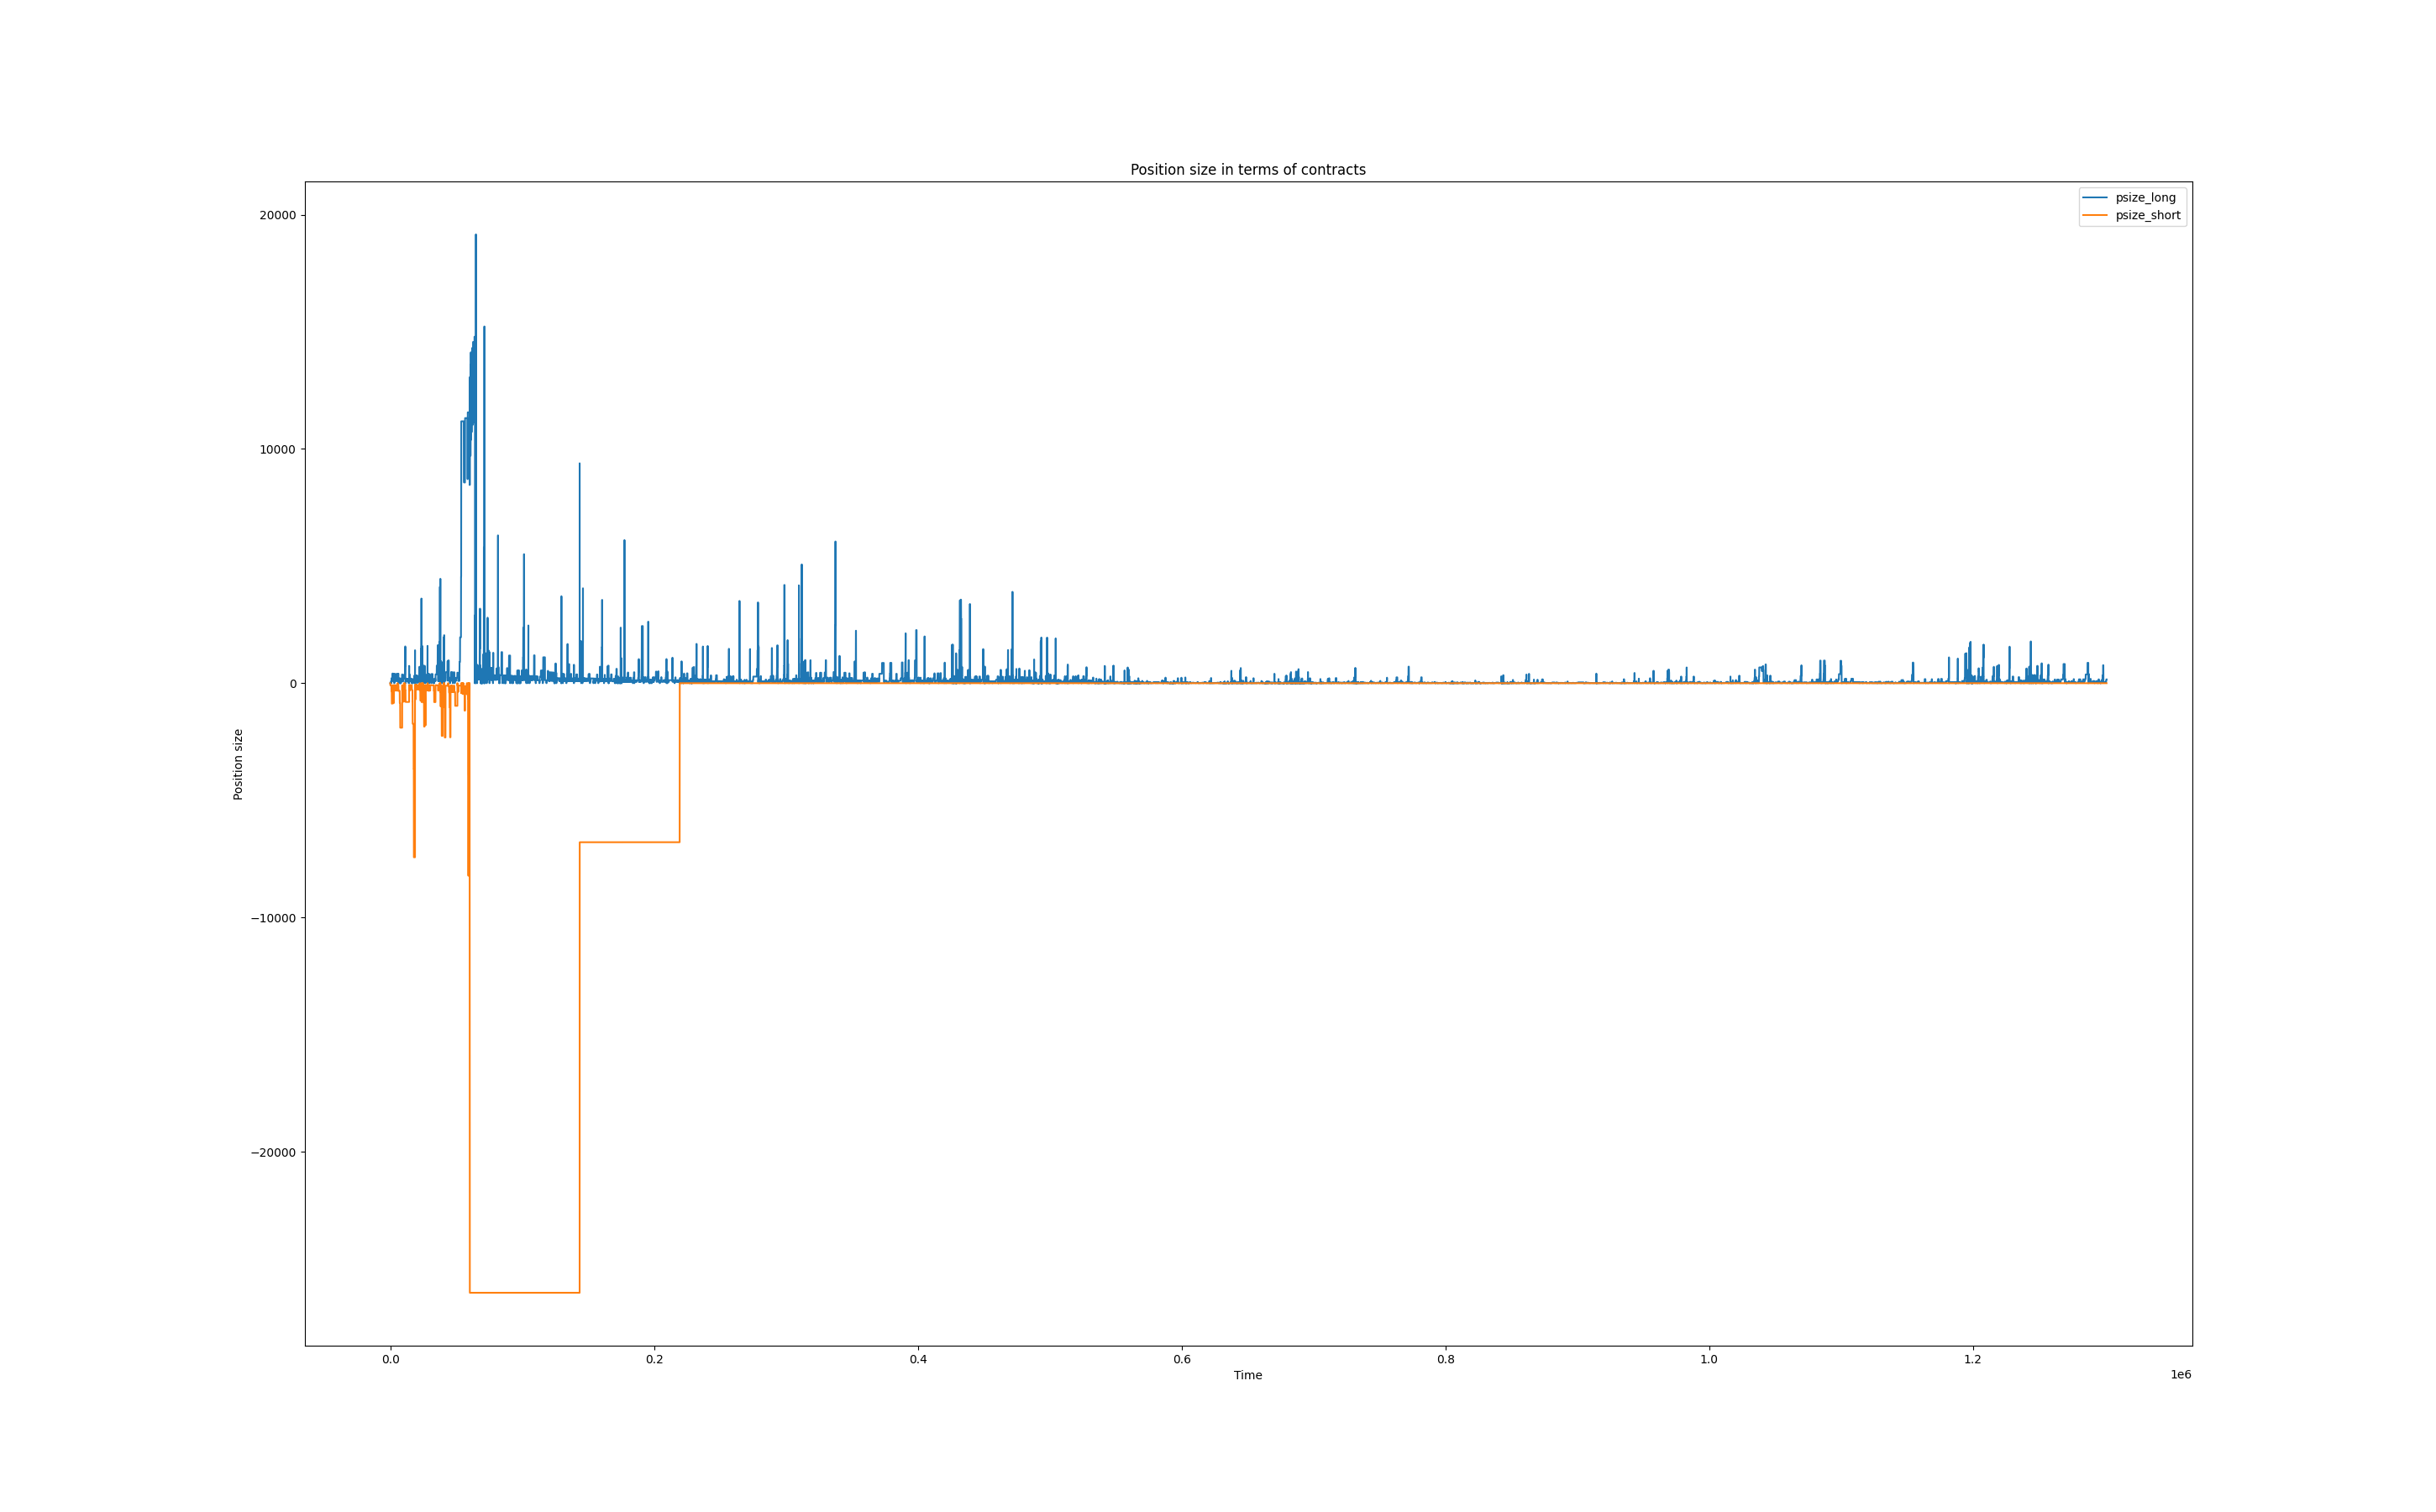 Position size in terms of contracts
psize_long
psize_short
20000
10000
0
−10000
−20000
Position size
0.0
0.2
0.4
0.6
0.8
1.0
1.2
1e6
Time